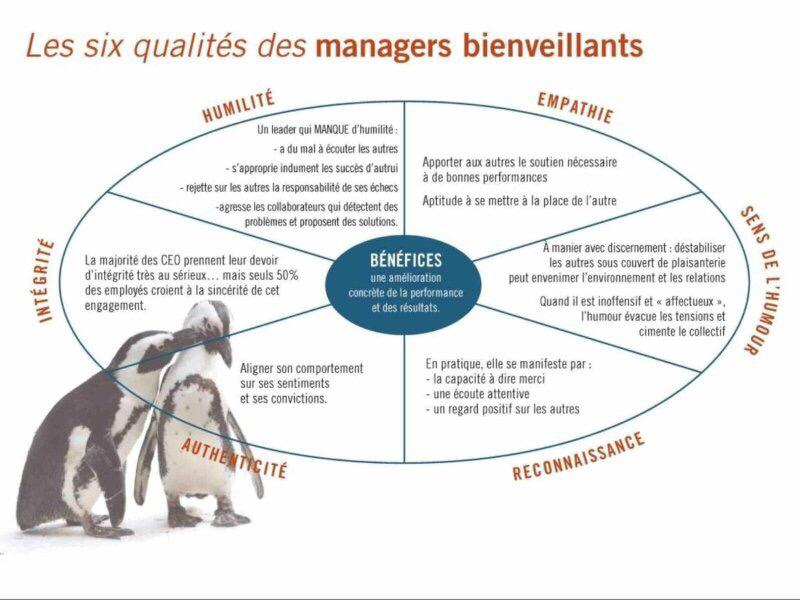 Les six qualités des managers bienveillants
HUMILITÉ
Un leader qui MANQUE d'humilité :
- a du mal à écouter les autres
- s'approprie indument les succès d'autrui
- rejette sur les autres la responsabilité de ses échecs
-agresse les collaborateurs qui détectent des
problèmes et proposent des solutions.
EMPATHIE
Apporter aux autres le soutien nécessaire
à de bonnes performances
Aptitude à se mettre à la place de l'autre
INTÉGRITÉ
La majorité des CEO prennent leur devoir
d'intégrité très au sérieux... mais seuls 50%
des employés croient à la sincérité de cet
engagement.
BÉNÉFICES
une amélioration
concrète de la performance
et des résultats.
SENS DE L'HUMOUR
À manier avec discernement : déstabiliser
les autres sous couvert de plaisanterie
peut envenimer l'environnement et les relations
Quand il est inoffensif et « affectueux »,
l'humour évacue les tensions et
cimente le collectif
Aligner son comportement
sur ses sentiments
et ses convictions.
AUTHENTICITÉ
En pratique, elle se manifeste par :
- la capacité à dire merci
- une écoute attentive
- un regard positif sur les autres
RECONNAISSANCE